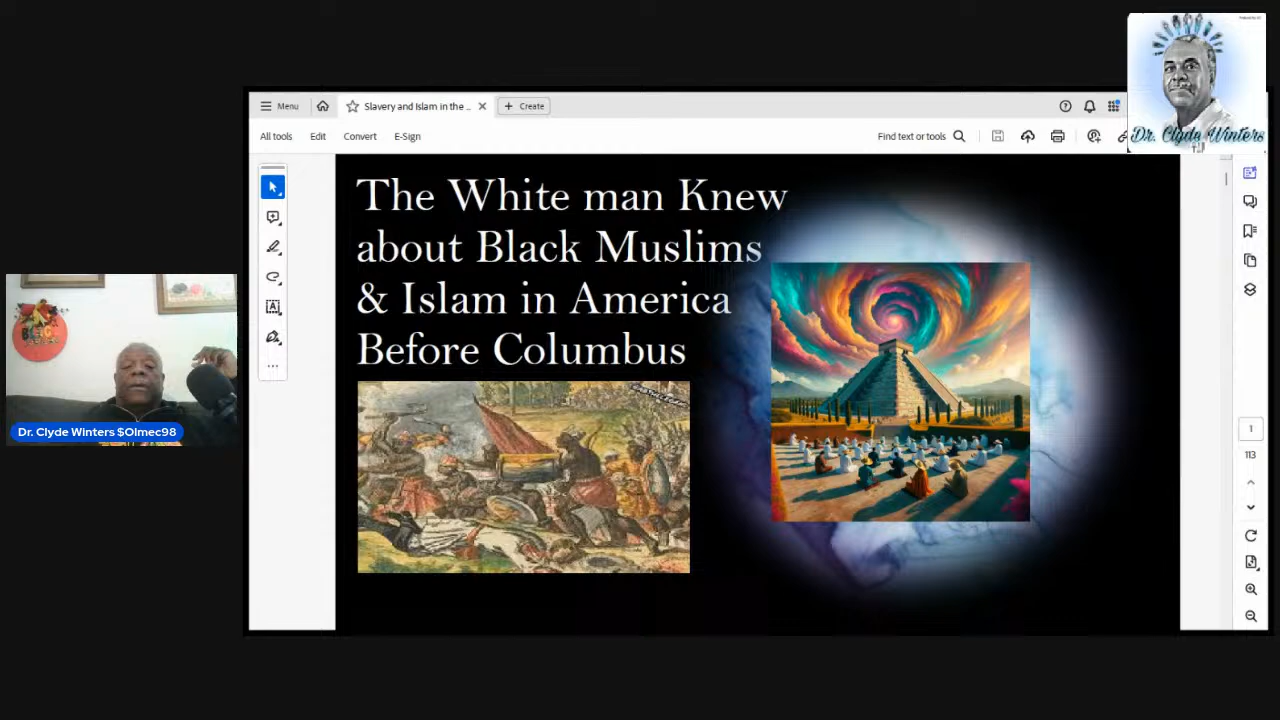 Dr. Clyde Winters
Menu
Slavery and Islam in the ..
Create
All tools
Edit
Convert
E-Sign
Find text or tools
The White man Knew
about Black Muslims
& Islam in America
Before Columbus
Dr. Clyde Winters $Olmec98
1
113